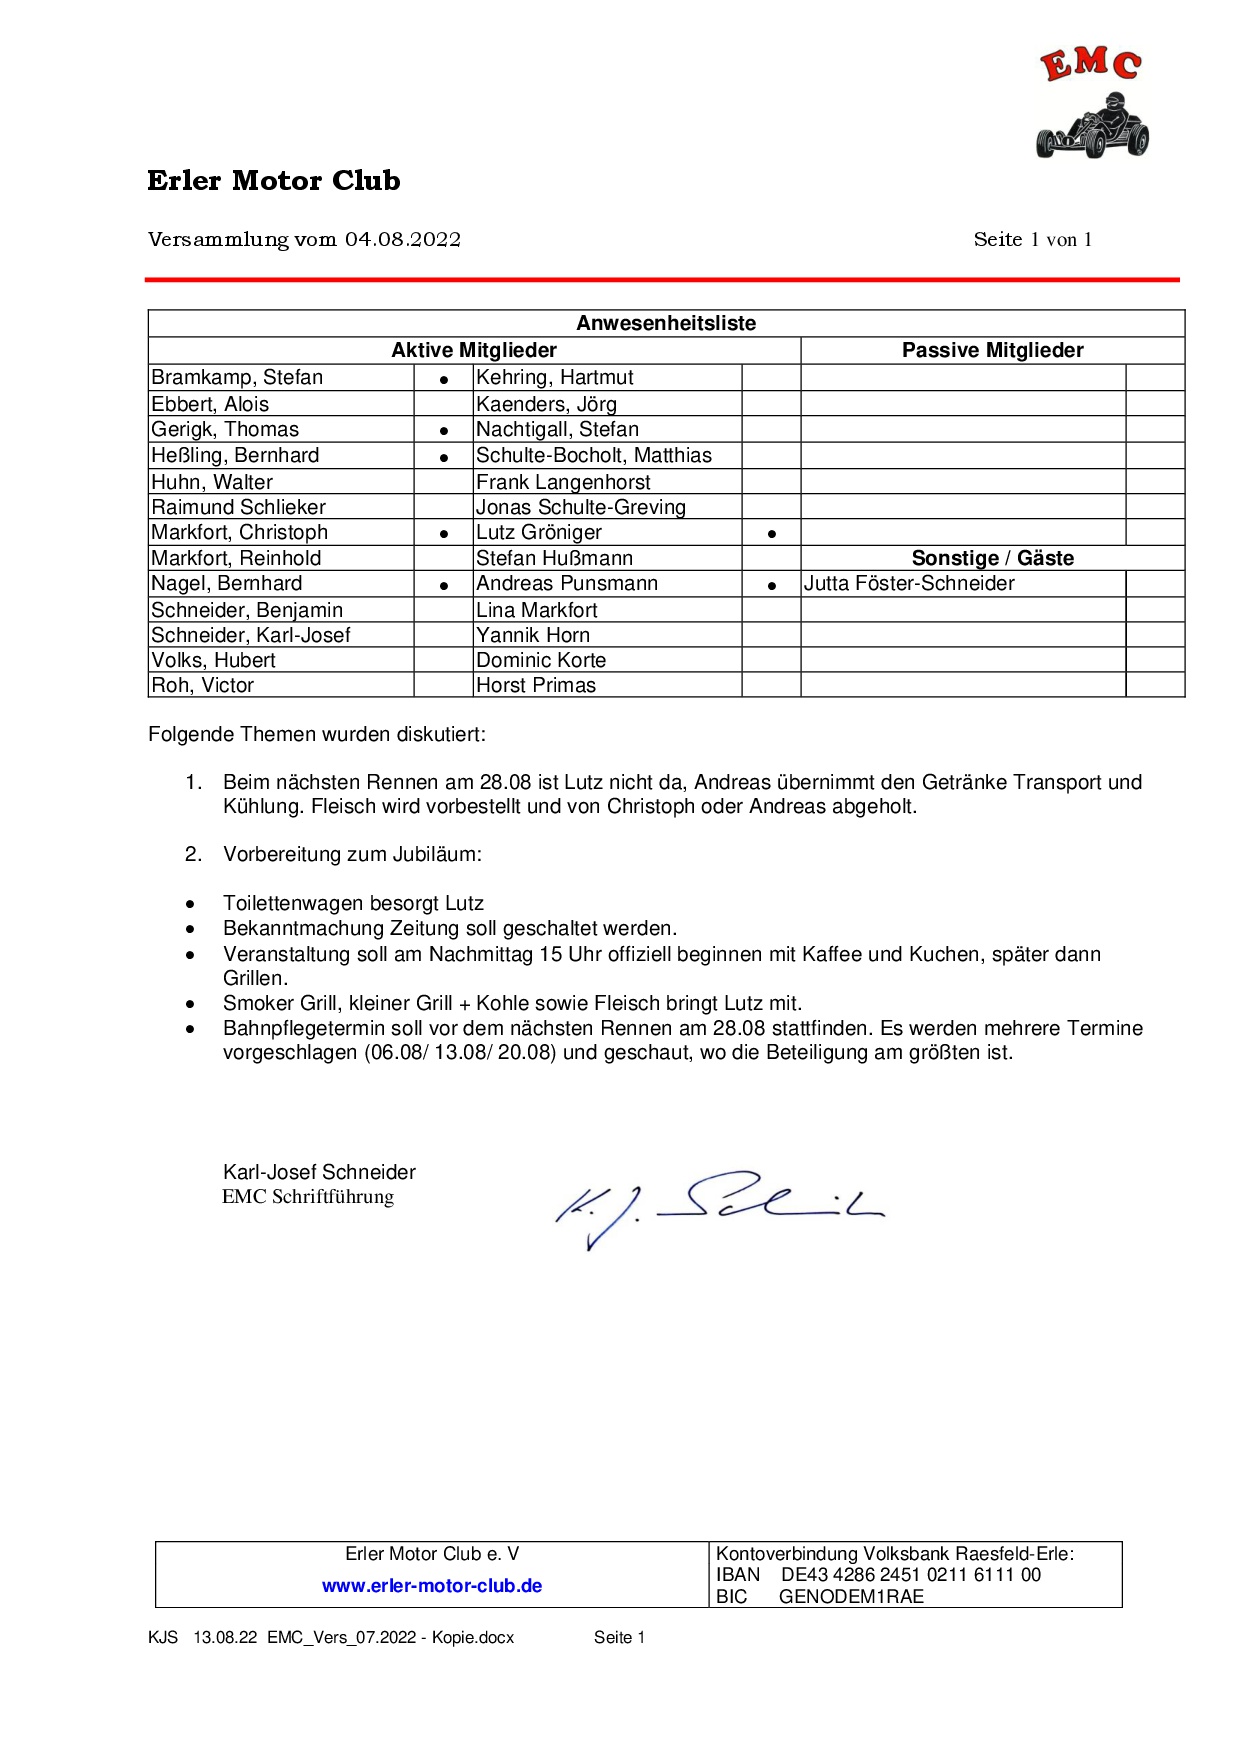 EMC
Erler Motor Club
Versammlung vom 04.08.2022 Seite 1 von 1
Anwesenheitsliste
Aktive Mitglieder Passive Mitglieder
Bramkamp, Stefan ● Kehring, Hartmut
Ebbert, Alois Kaenders, Jörg
Gerigk, Thomas ● Nachtigall, Stefan
Heßling, Bernhard ● Schulte-Bocholt, Matthias
Huhn, Walter Frank Langenhorst
Raimund Schlieker Jonas Schulte-Greving
Markfort, Christoph ● Lutz Gröniger ●
Markfort, Reinhold Stefan Hußmann Sonstige / Gäste
Nagel, Bernhard ● Andreas Punsmann ● Jutta Föster-Schneider
Schneider, Benjamin Lina Markfort
Schneider, Karl-Josef Yannik Horn
Volks, Hubert Dominic Korte
Roh, Victor Horst Primas
Folgende Themen wurden diskutiert:
1. Beim nächsten Rennen am 28.08 ist Lutz nicht da, Andreas übernimmt den Getränke Transport und
Kühlung. Fleisch wird vorbestellt und von Christoph oder Andreas abgeholt.
2. Vorbereitung zum Jubiläum:
● Toilettenwagen besorgt Lutz
● Bekanntmachung Zeitung soll geschaltet werden.
● Veranstaltung soll am Nachmittag 15 Uhr offiziell beginnen mit Kaffee und Kuchen, später dann
Grillen.
● Smoker Grill, kleiner Grill + Kohle sowie Fleisch bringt Lutz mit.
● Bahnpflegetermin soll vor dem nächsten Rennen am 28.08 stattfinden. Es werden mehrere Termine
vorgeschlagen (06.08/ 13.08/ 20.08) und geschaut, wo die Beteiligung am größten ist.
Karl-Josef Schneider
EMC Schriftführung
K. J. Schneider
Erler Motor Club e. V
www.erler-motor-club.de
Kontoverbindung Volksbank Raesfeld-Erle:
IBAN DE43 4286 2451 0211 6111 00
BIC GENODEM1RAE
KJS 13.08.22 EMC_Vers_07.2022 - Kopie.docx Seite 1